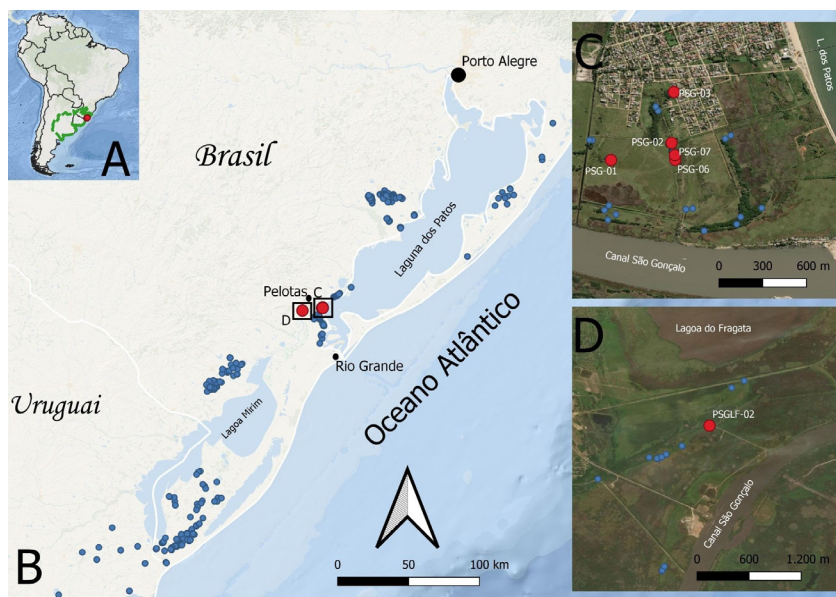 A
B
Brasil
Uruguai
Porto Alegre
Laguna dos Patos
Pelotas
C
D
Rio Grande
Lagoa Mirim
Oceano Atlântico
0 50 100 km
C
L. dos Patos
PSG-03
PSG-02
PSG-07
PSG-01
PSG-06
Canal São Gonçalo
0 300 600 m
D
Lagoa do Fragata
PSGLF-02
Canal São Gonçalo
0 600 1.200 m